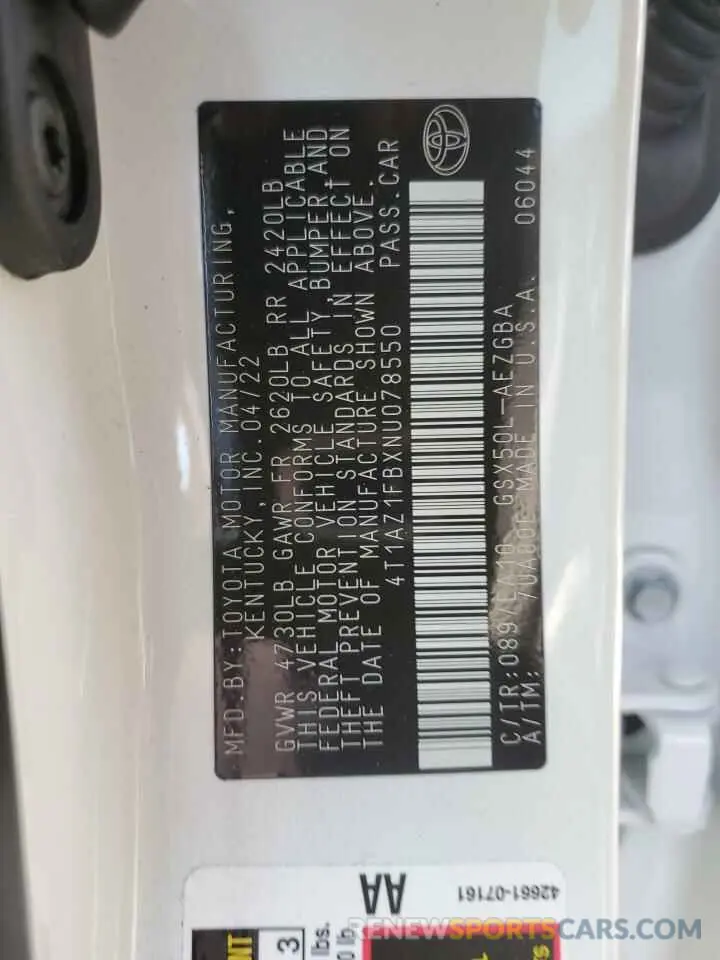 MFD.BY:TOYOTA MOTOR MANUFACTURING,
KENTUCKY, INC.04/22
GVWR 4730LB GAWR FR 2620LB RR 2420LB
THIS VEHICLE CONFORMS TO ALL APPLICABLE
FEDERAL MOTOR VEHICLE SAFETY, BUMPER, AND
THEFT PREVENTION STANDARDS IN EFFECT ON
THE DATE OF MANUFACTURE SHOWN ABOVE.
4T1AZ1FBXNU078550 PASS.CAR
C/TR:089/LA10 GSX50L-AEZGBA
A/TM: MADE IN U.S.A. 06044
AA
42661-07161
3
lbs.
RENEWSPORTSCARS.COM